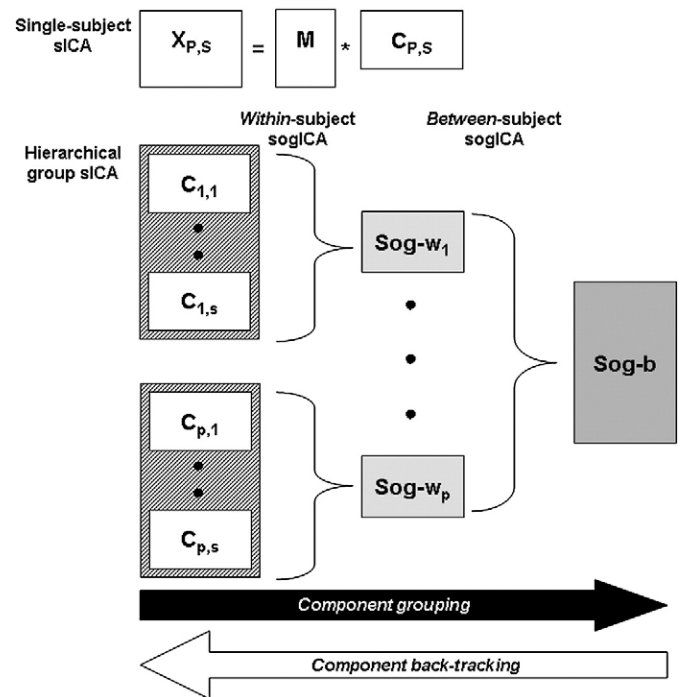 Single-subject
sICA
X_P,S = M * C_P,S
Within-subject
sogICA
Between-subject
sogICA
Hierarchical
group sICA
C_1,1
C_1,s
Sog-w_1
Sog-b
C_p,1
C_p,s
Sog-w_p
Component grouping
Component back-tracking